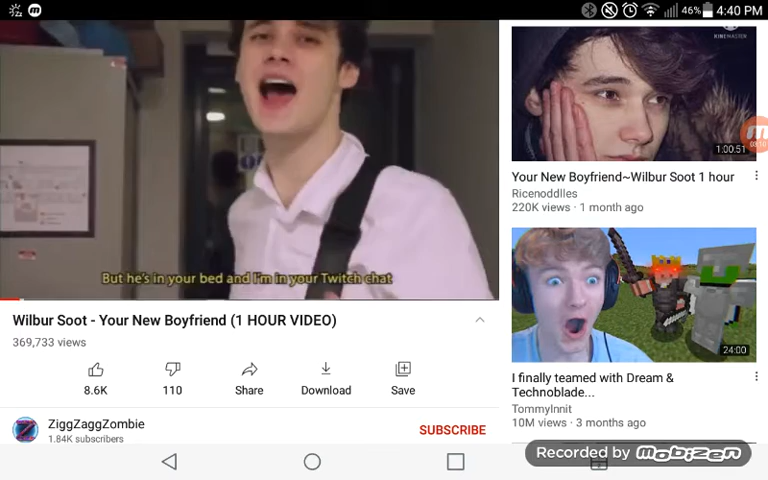 46% 4:40 PM
But he's in your bed and I'm in your Twitch chat
Wilbur Soot - Your New Boyfriend (1 HOUR VIDEO)
369,733 views
8.6K 110 Share Download Save
ZiggZaggZombie
1.84K subscribers
SUBSCRIBE
KINEMASTER
1:00:51
Your New Boyfriend~Wilbur Soot 1 hour
Ricenoddlles
220K views · 1 month ago
24:00
I finally teamed with Dream &
Technoblade...
TommyInnit
10M views · 3 months ago
Recorded by mobizen